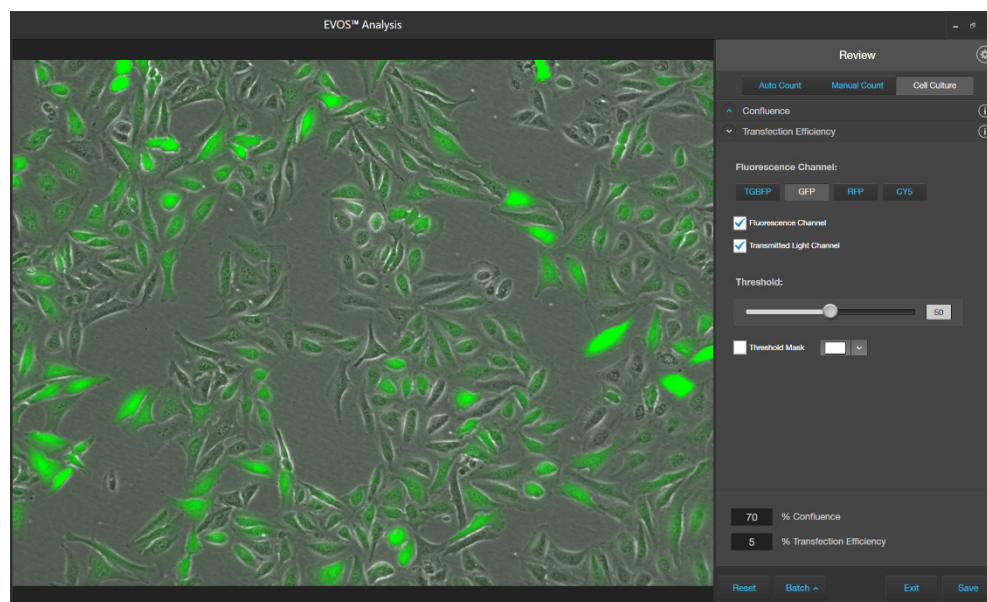 EVOS™ Analysis
Review
Auto Count Manual Count Cell Culture
Confluence
Transfection Efficiency
Fluorescence Channel:
TGBFP GFP RFP CY5
Fluorescence Channel
Transmitted Light Channel
Threshold:
50
Threshold Mask
70 % Confluence
5 % Transfection Efficiency
Reset Batch Exit Save